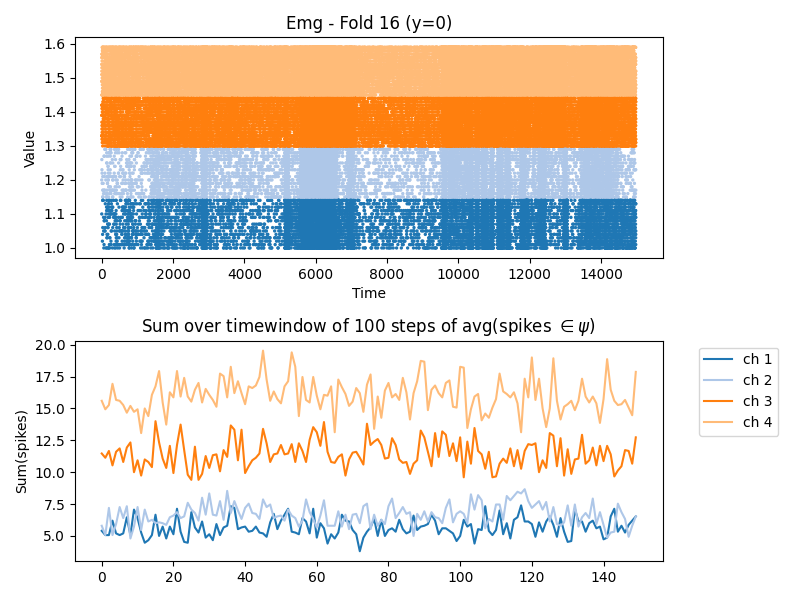 Emg - Fold 16 (y=0)
1.6
1.5
1.4
1.3
1.2
1.1
1.0
Value
0 2000 4000 6000 8000 10000 12000 14000
Time
Sum over timewindow of 100 steps of avg(spikes ∈ψ)
20.0
17.5
15.0
12.5
10.0
7.5
5.0
Sum(spikes)
0 20 40 60 80 100 120 140
ch 1
ch 2
ch 3
ch 4